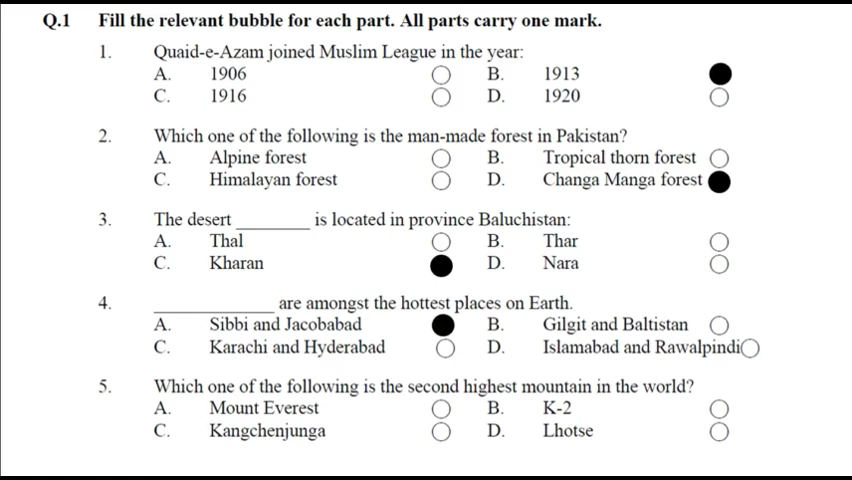 Q.1 Fill the relevant bubble for each part. All parts carry one mark.
1. Quaid-e-Azam joined Muslim League in the year:
A. 1906 B. 1913
C. 1916 D. 1920
2. Which one of the following is the man-made forest in Pakistan?
A. Alpine forest B. Tropical thorn forest
C. Himalayan forest D. Changa Manga forest
3. The desert ________ is located in province Baluchistan:
A. Thal B. Thar
C. Kharan D. Nara
4. _____________ are amongst the hottest places on Earth.
A. Sibbi and Jacobabad B. Gilgit and Baltistan
C. Karachi and Hyderabad D. Islamabad and Rawalpindi
5. Which one of the following is the second highest mountain in the world?
A. Mount Everest B. K-2
C. Kangchenjunga D. Lhotse